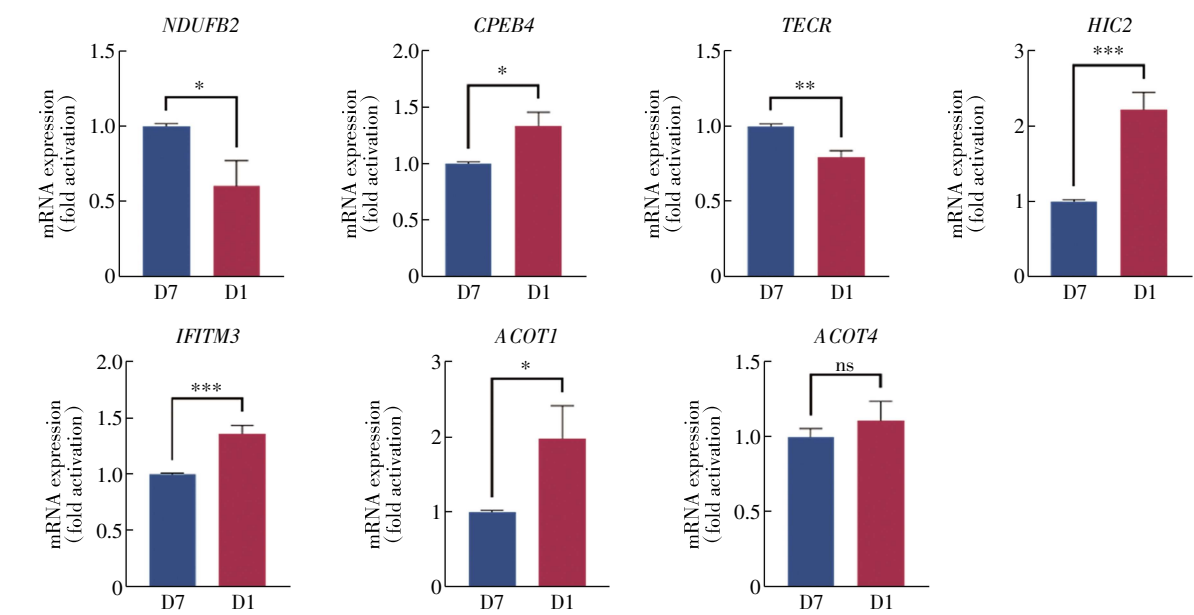 NDUFB2
CPEB4
TECR
HIC2
mRNA expression
(fold activation)
1.5
1.0
0.5
0
*
D7 D1
mRNA expression
(fold activation)
2.0
1.5
1.0
0.5
0
*
D7 D1
mRNA expression
(fold activation)
1.5
1.0
0.5
0
**
D7 D1
mRNA expression
(fold activation)
3
2
1
0
***
D7 D1
IFITM3
ACOT1
ACOT4
mRNA expression
(fold activation)
2.0
1.5
1.0
0.5
0
***
D7 D1
mRNA expression
(fold activation)
3
2
1
0
*
D7 D1
mRNA expression
(fold activation)
1.5
1.0
0.5
0
ns
D7 D1